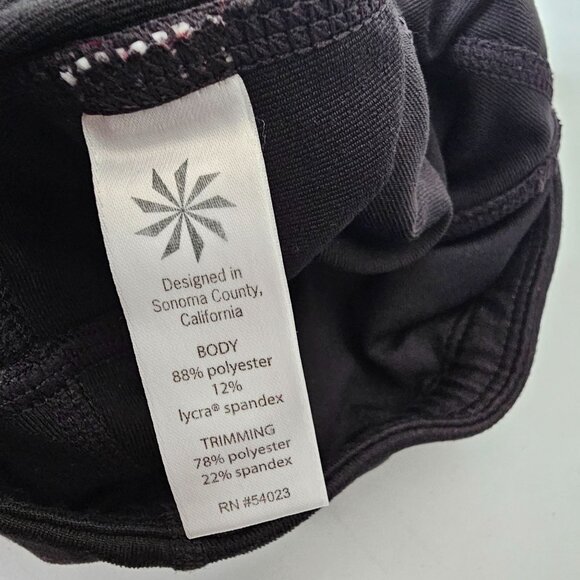 Designed in
Sonoma County,
California
BODY
88% polyester
12%
lycra® spandex
TRIMMING
78% polyester
22% spandex
RN #54023